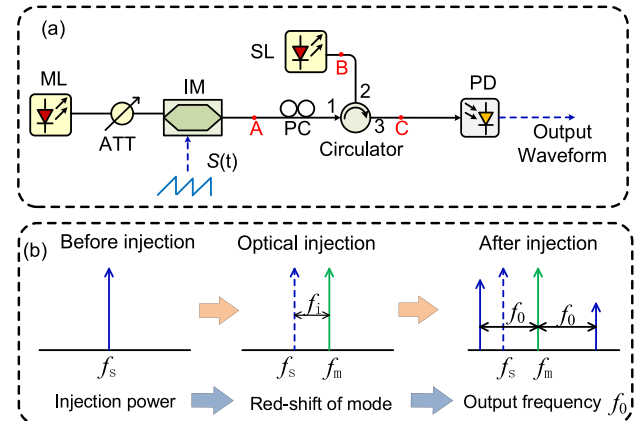 (a)
ML
ATT
IM
S(t)
A
PC
SL
B
1
2
3
Circulator
C
PD
Output
Waveform
(b)
Before injection
Optical injection
After injection
fs
fi
fs
fm
f0
f0
fs
fm
Injection power
Red-shift of mode
Output frequency f0